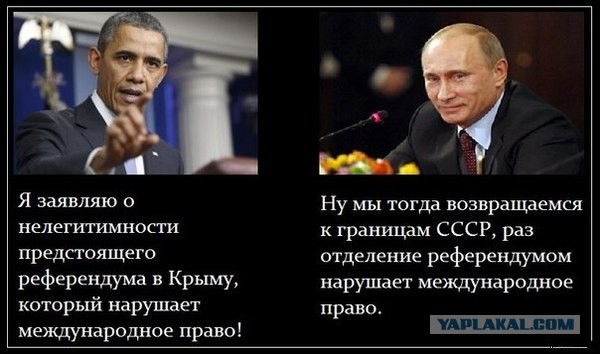 Я заявляю о
нелегитимности
предстоящего
референдума в Крыму,
который нарушает
международное право!
Ну мы тогда возвращаемся
к границам СССР, раз
отделение референдумом
нарушает международное
право.
YAPLAKAL.COM